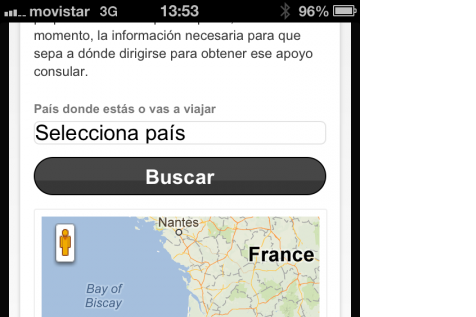 movistar 3G 13:53 96%
momento, la información necesaria para que
sepa a dónde dirigirse para obtener ese apoyo
consular.
País donde estás o vas a viajar
Selecciona país
Buscar
Nantes
France
Bay of
Biscay